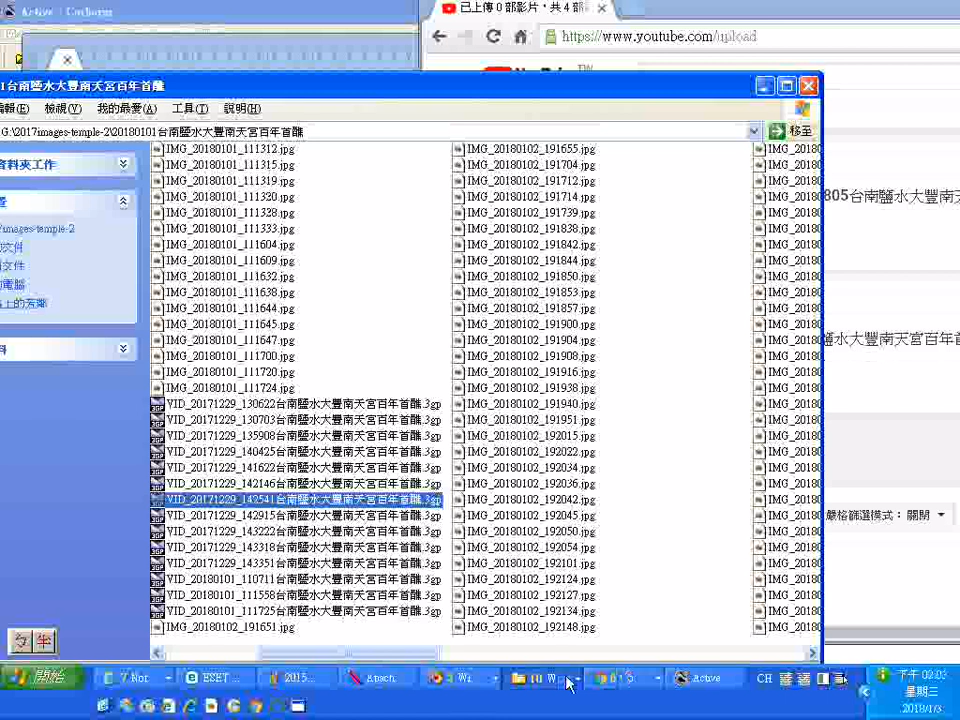 Active
已上傳 0 部影片，共 4 部
https://www.youtube.com/upload
1台南鹽水大豐南天宮百年首醮
編輯(E) 檢視(V) 我的最愛(A) 工具(T) 說明(H)
G:\2017images-temple-2\20180101台南鹽水大豐南天宮百年首醮
移至
資料夾工作
images-temple-2
IMG_20180101_111312.jpg
IMG_20180101_111315.jpg
IMG_20180101_111319.jpg
IMG_20180101_111320.jpg
IMG_20180101_111328.jpg
IMG_20180101_111333.jpg
IMG_20180101_111604.jpg
IMG_20180101_111609.jpg
IMG_20180101_111632.jpg
IMG_20180101_111638.jpg
IMG_20180101_111644.jpg
IMG_20180101_111645.jpg
IMG_20180101_111647.jpg
IMG_20180101_111700.jpg
IMG_20180101_111720.jpg
IMG_20180101_111724.jpg
VID_20171229_130622台南鹽水大豐南天宮百年首醮.3gp
VID_20171229_130703台南鹽水大豐南天宮百年首醮.3gp
VID_20171229_135908台南鹽水大豐南天宮百年首醮.3gp
VID_20171229_140425台南鹽水大豐南天宮百年首醮.3gp
VID_20171229_141622台南鹽水大豐南天宮百年首醮.3gp
VID_20171229_142146台南鹽水大豐南天宮百年首醮.3gp
VID_20171229_142541台南鹽水大豐南天宮百年首醮.3gp
VID_20171229_142915台南鹽水大豐南天宮百年首醮.3gp
VID_20171229_143222台南鹽水大豐南天宮百年首醮.3gp
VID_20171229_143318台南鹽水大豐南天宮百年首醮.3gp
VID_20171229_143351台南鹽水大豐南天宮百年首醮.3gp
VID_20180101_110711台南鹽水大豐南天宮百年首醮.3gp
VID_20180101_111558台南鹽水大豐南天宮百年首醮.3gp
VID_20180101_111725台南鹽水大豐南天宮百年首醮.3gp
IMG_20180102_191651.jpg
IMG_20180102_191655.jpg
IMG_20180102_191704.jpg
IMG_20180102_191712.jpg
IMG_20180102_191714.jpg
IMG_20180102_191739.jpg
IMG_20180102_191838.jpg
IMG_20180102_191842.jpg
IMG_20180102_191844.jpg
IMG_20180102_191850.jpg
IMG_20180102_191853.jpg
IMG_20180102_191857.jpg
IMG_20180102_191900.jpg
IMG_20180102_191904.jpg
IMG_20180102_191908.jpg
IMG_20180102_191916.jpg
IMG_20180102_191938.jpg
IMG_20180102_191940.jpg
IMG_20180102_191951.jpg
IMG_20180102_192015.jpg
IMG_20180102_192022.jpg
IMG_20180102_192034.jpg
IMG_20180102_192036.jpg
IMG_20180102_192042.jpg
IMG_20180102_192045.jpg
IMG_20180102_192050.jpg
IMG_20180102_192054.jpg
IMG_20180102_192101.jpg
IMG_20180102_192124.jpg
IMG_20180102_192127.jpg
IMG_20180102_192134.jpg
IMG_20180102_192148.jpg
805台南鹽水大豐南天
鹽水大豐南天宮百年首
嚴格篩選模式： 關閉
ㄅ 半
開始 7 Not ESET 2015 Apach 3 Wi 10 W Active CH
下午 02:03
星期三
2018/1/3